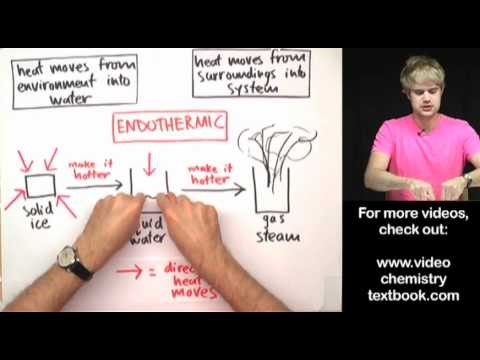 heat moves from
environment into
water
heat moves from
surroundings into
system
ENDOTHERMIC
make it
hotter
make it
hotter
solid
ice
water
gas
steam
→ =
heat
moves
For more videos,
check out:
www.video
chemistry
textbook.com